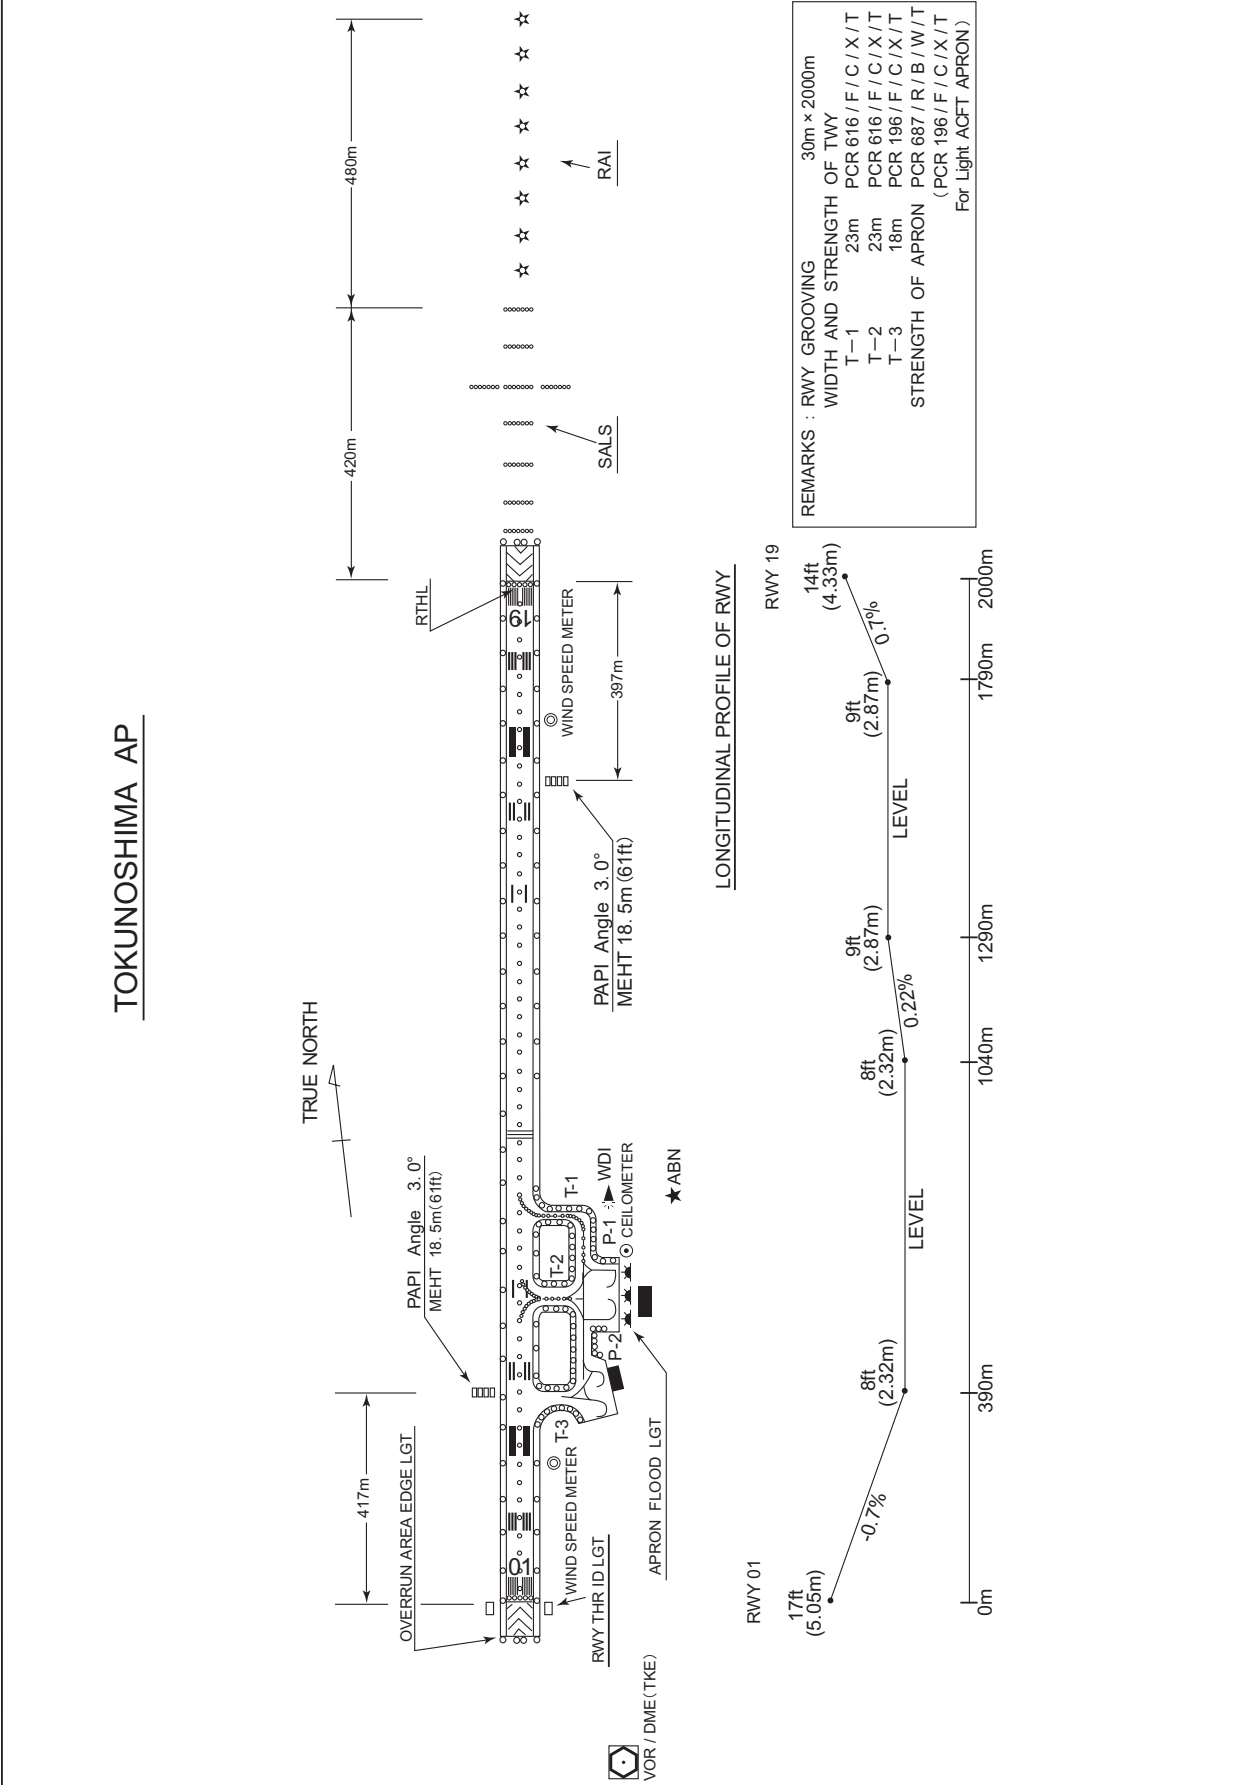 TOKUNOSHIMA AP
TRUE NORTH
480m
420m
RAI
SALS
RTHL
19
WIND SPEED METER
397m
PAPI Angle 3.0°
MEHT 18.5m(61ft)
PAPI Angle 3.0°
MEHT 18.5m(61ft)
417m
OVERRUN AREA EDGE LGT
01
T-1
T-2
T-3
P-1
P-2
WDI
CEILOMETER
ABN
WIND SPEED METER
RWY THR ID LGT
APRON FLOOD LGT
VOR / DME(TKE)
LONGITUDINAL PROFILE OF RWY
RWY 01
RWY 19
17ft
(5.05m)
-0.7%
8ft
(2.32m)
LEVEL
8ft
(2.32m)
0.22%
9ft
(2.87m)
LEVEL
9ft
(2.87m)
0.7%
14ft
(4.33m)
0m
390m
1040m
1290m
1790m
2000m
REMARKS : RWY GROOVING 30m × 2000m
WIDTH AND STRENGTH OF TWY
T－1 23m PCR 616 / F / C / X / T
T－2 23m PCR 616 / F / C / X / T
T－3 18m PCR 196 / F / C / X / T
STRENGTH OF APRON PCR 687 / R / B / W / T
(PCR 196 / F / C / X / T
For Light ACFT APRON)